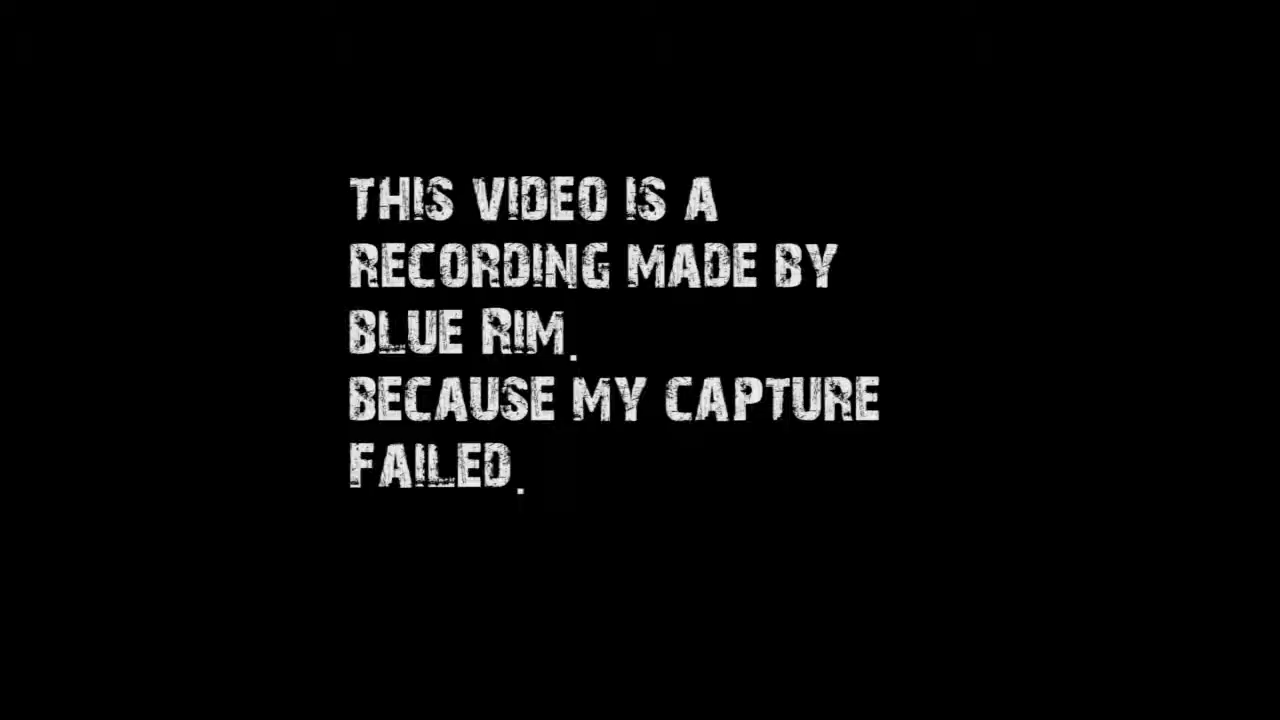 THIS VIDEO IS A
RECORDING MADE BY
BLUE RIM.
BECAUSE MY CAPTURE
FAILED.